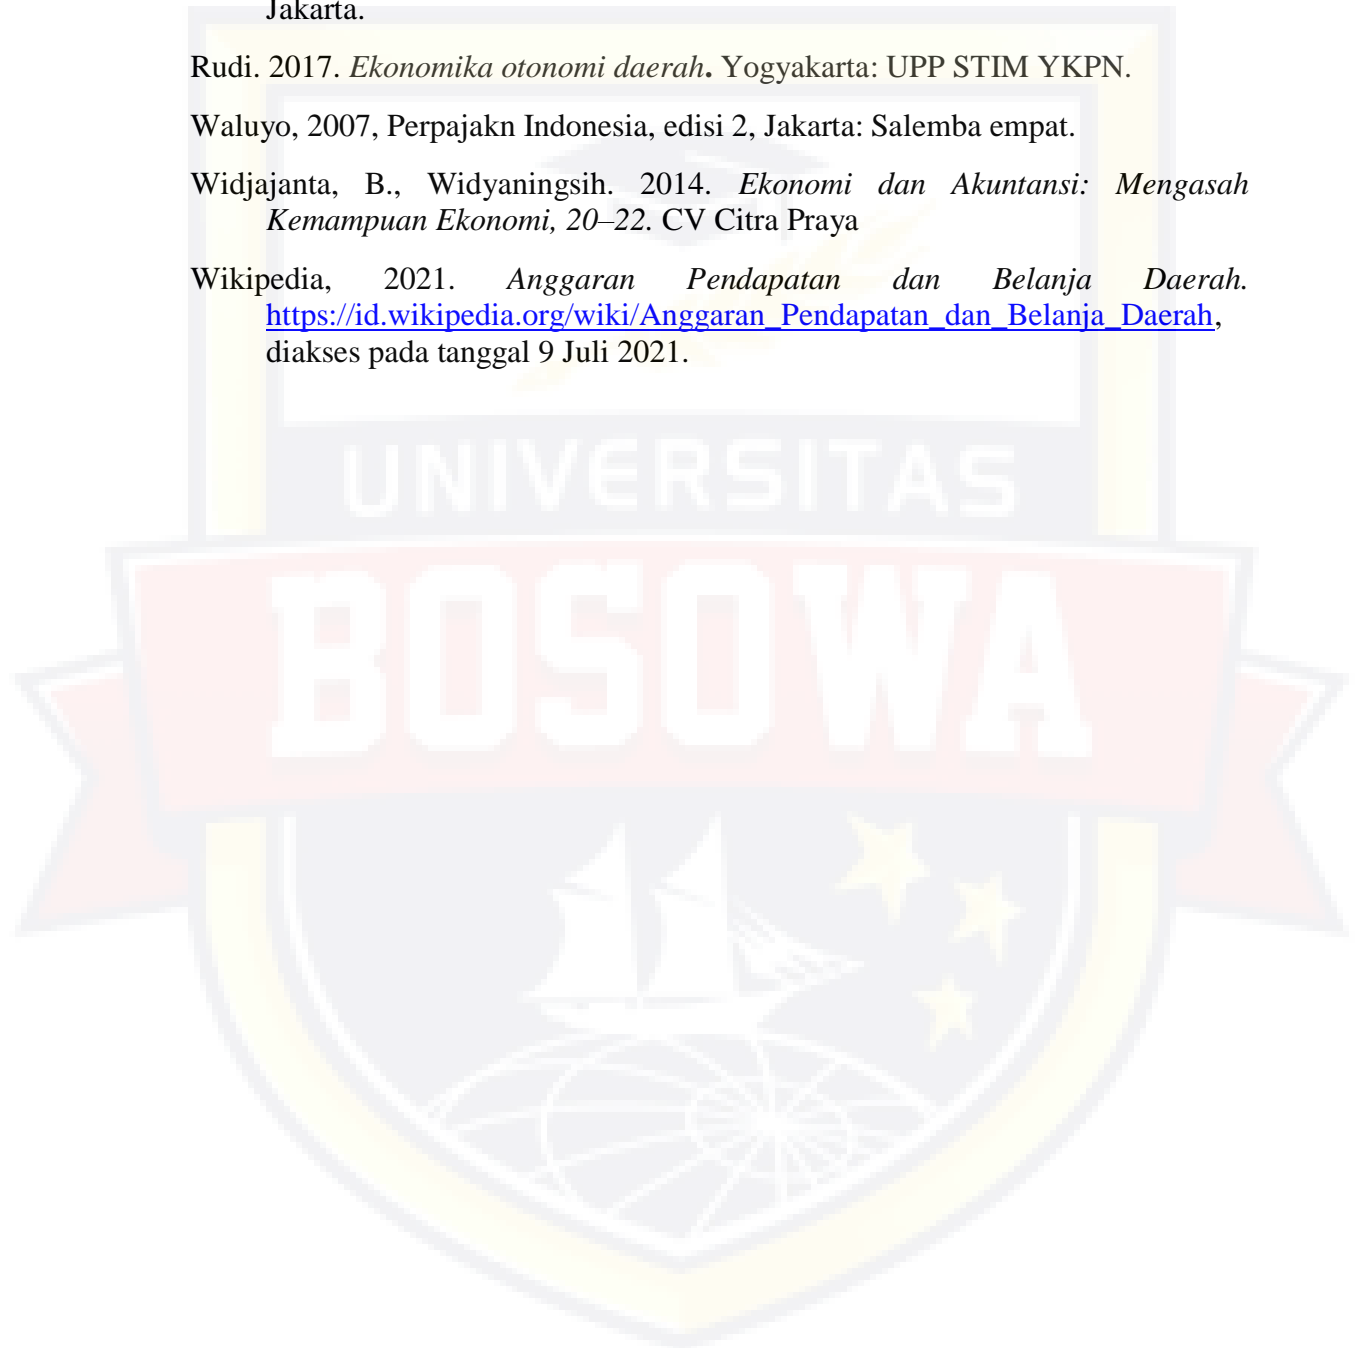 Jakarta.
Rudi. 2017. Ekonomika otonomi daerah. Yogyakarta: UPP STIM YKPN.
Waluyo, 2007, Perpajakn Indonesia, edisi 2, Jakarta: Salemba empat.
Widjajanta, B., Widyaningsih. 2014. Ekonomi dan Akuntansi: Mengasah
Kemampuan Ekonomi, 20–22. CV Citra Praya
Wikipedia, 2021. Anggaran Pendapatan dan Belanja Daerah.
https://id.wikipedia.org/wiki/Anggaran_Pendapatan_dan_Belanja_Daerah,
diakses pada tanggal 9 Juli 2021.
UNIVERSITAS
BOSOWA